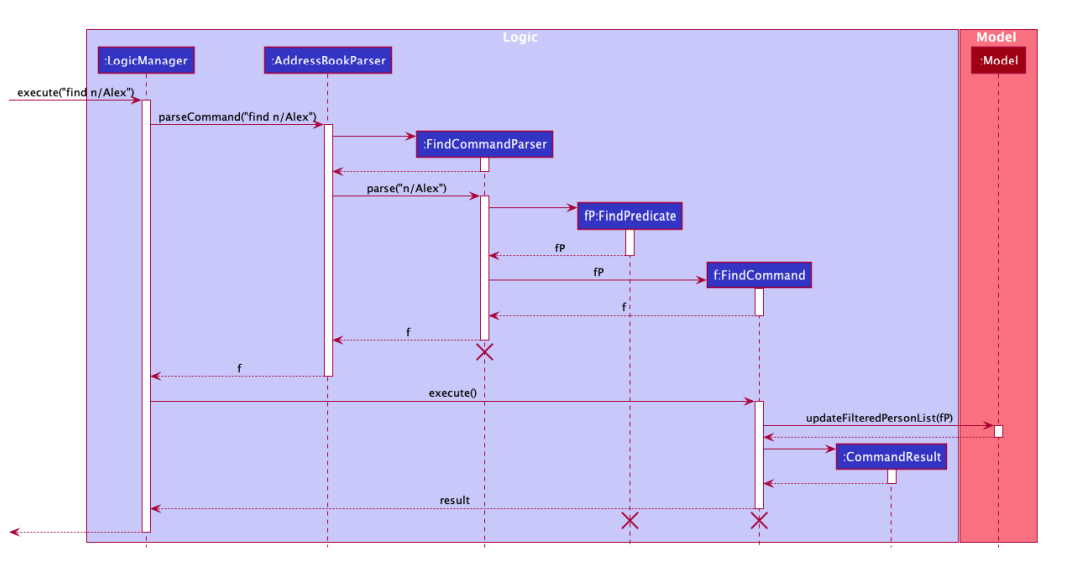 Logic
Model
:LogicManager
:AddressBookParser
:Model
execute("find n/Alex")
parseCommand("find n/Alex")
:FindCommandParser
parse("n/Alex")
fP:FindPredicate
fP
fP
f:FindCommand
f
f
f
execute()
updateFilteredPersonList(fP)
:CommandResult
result